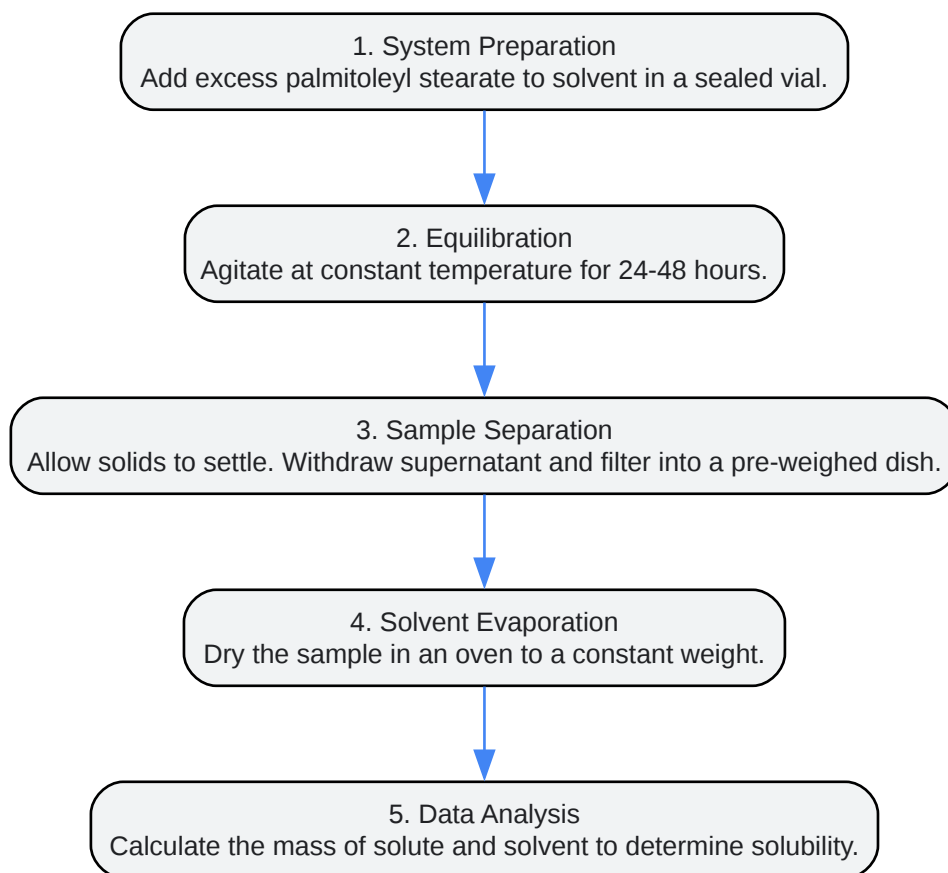 1. System Preparation
Add excess palmitoleyl stearate to solvent in a sealed vial.
2. Equilibration
Agitate at constant temperature for 24-48 hours.
3. Sample Separation
Allow solids to settle. Withdraw supernatant and filter into a pre-weighed dish.
4. Solvent Evaporation
Dry the sample in an oven to a constant weight.
5. Data Analysis
Calculate the mass of solute and solvent to determine solubility.